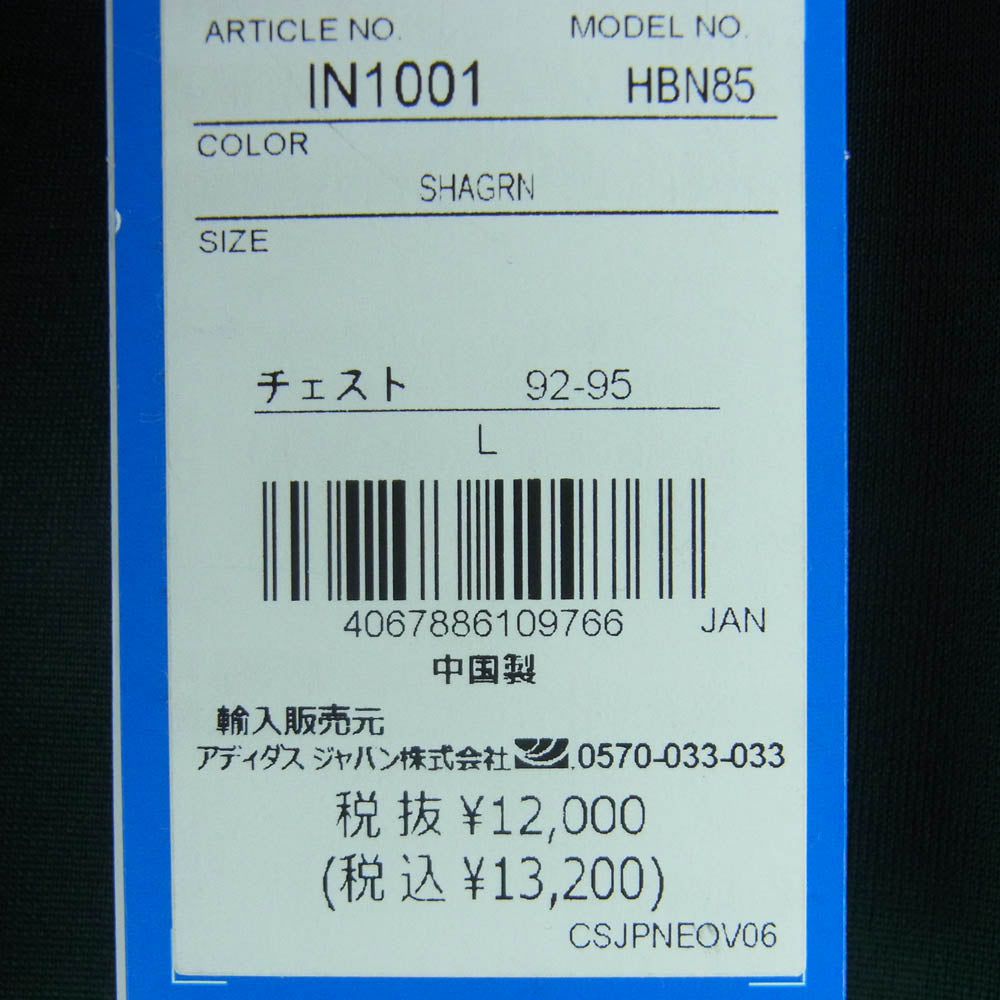 ARTICLE NO. MODEL NO.
IN1001 HBN85
COLOR
SHAGRN
SIZE
チェスト 92-95
L
4067886109766 JAN
中国製
輸入販売元
アディダス ジャパン株式会社 .0570-033-033
税抜 ¥12,000
(税込 ¥13,200)
CSJPNEOV06